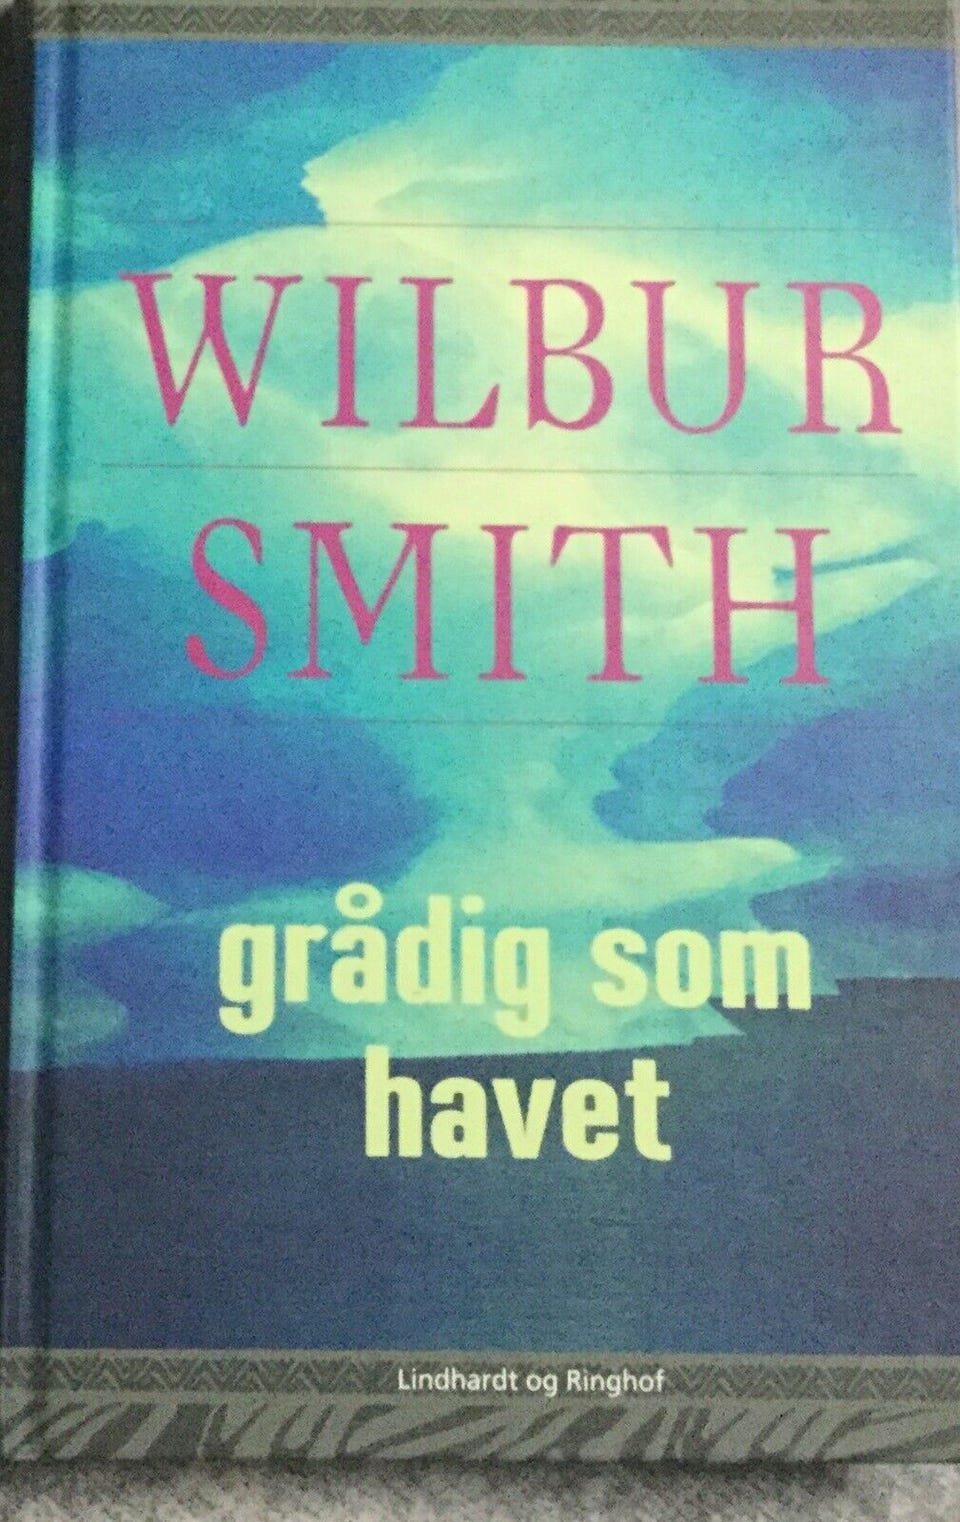 WILBUR
SMITH
grådig som
havet
Lindhardt og Ringhof